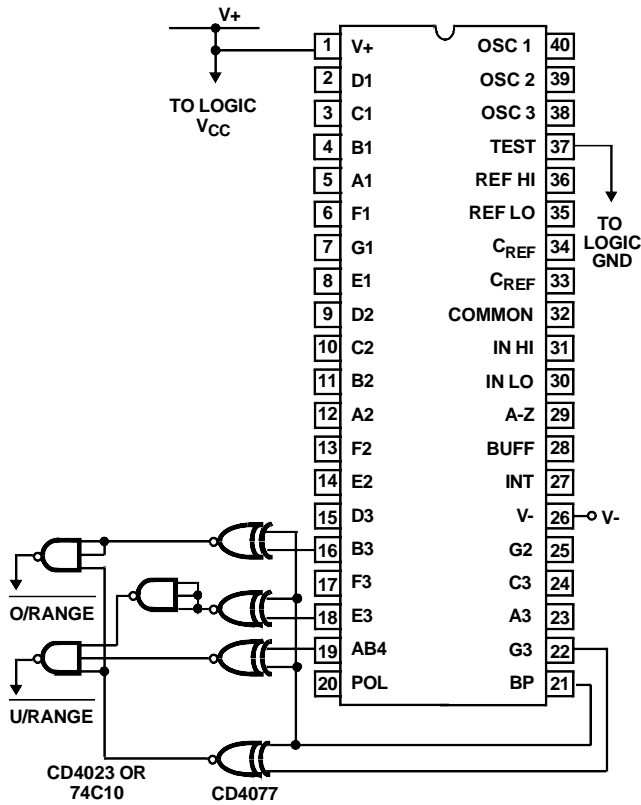 V+
TO LOGIC
VCC
1 V+ OSC 1 40
2 D1 OSC 2 39
3 C1 OSC 3 38
4 B1 TEST 37
5 A1 REF HI 36
6 F1 REF LO 35
7 G1 CREF 34
8 E1 CREF 33
9 D2 COMMON 32
10 C2 IN HI 31
11 B2 IN LO 30
12 A2 A-Z 29
13 F2 BUFF 28
14 E2 INT 27
15 D3 V- 26 V-
16 B3 G2 25
17 F3 C3 24
18 E3 A3 23
19 AB4 G3 22
20 POL BP 21
TO
LOGIC
GND
O/RANGE
U/RANGE
CD4023 OR
74C10
CD4077